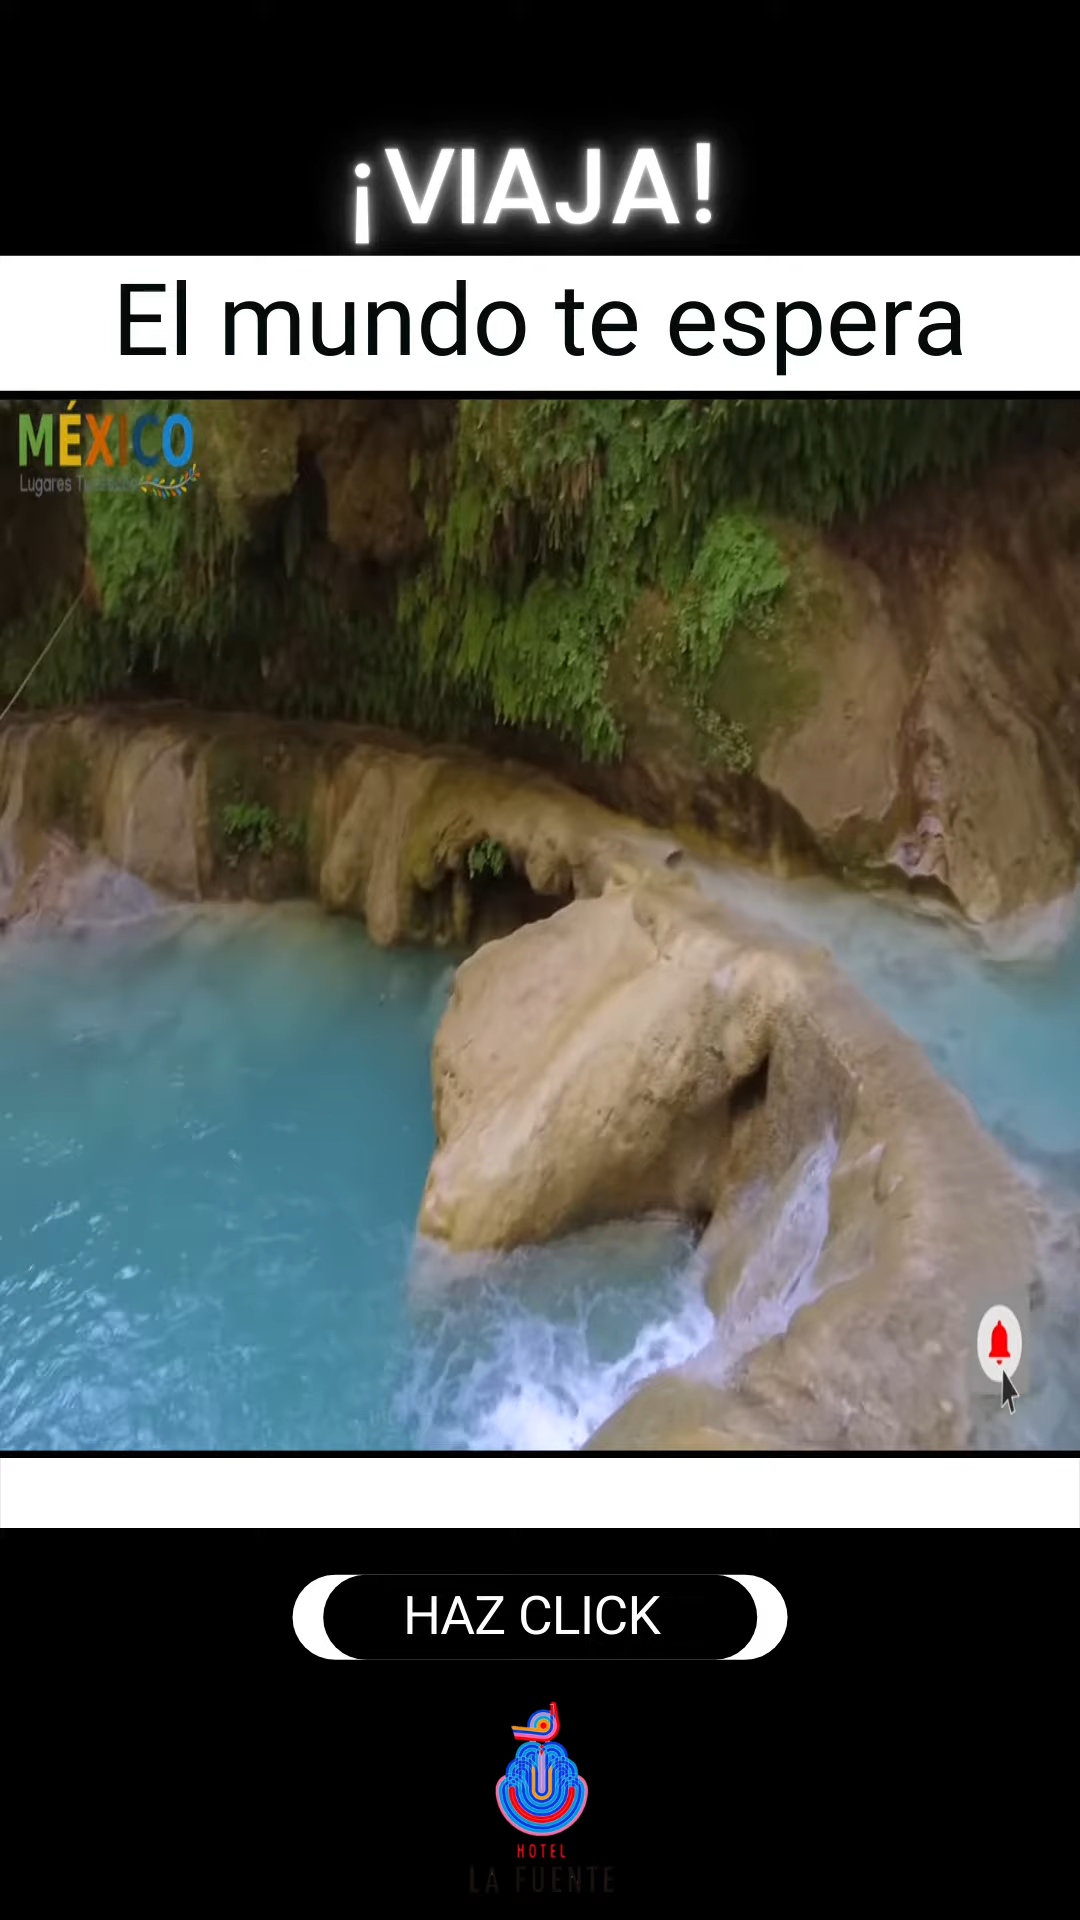 ¡VIAJA!
El mundo te espera
MÉXICO
Lugares
HAZ CLICK
HOTEL
LA FUENTE